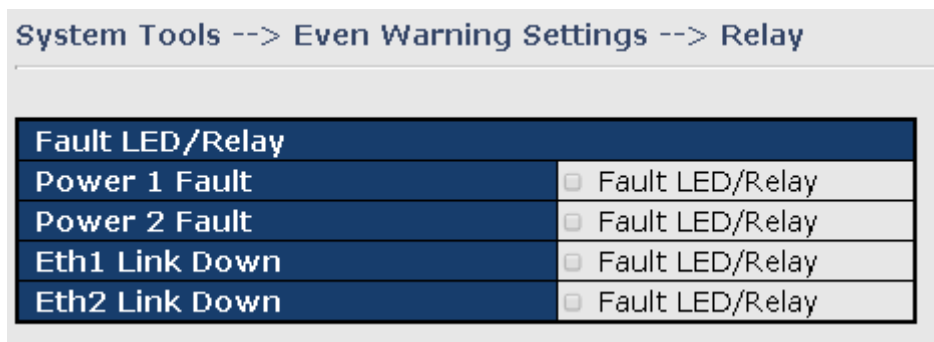 System Tools --> Even Warning Settings --> Relay
Fault LED/Relay
Power 1 Fault Fault LED/Relay
Power 2 Fault Fault LED/Relay
Eth1 Link Down Fault LED/Relay
Eth2 Link Down Fault LED/Relay